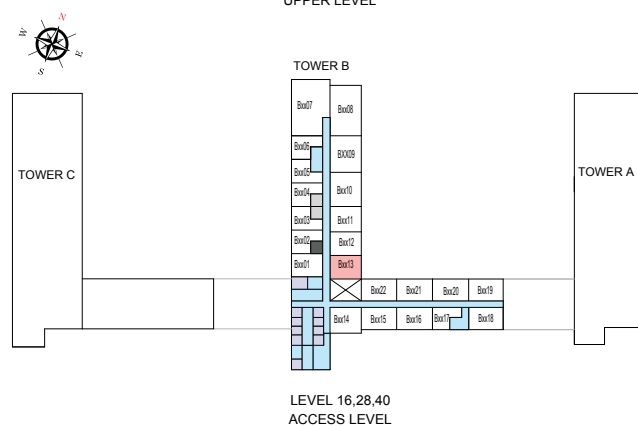 UPPER LEVEL
N
W
E
S
TOWER B
Bxx07
Bxx08
Bxx06
BXX09
Bxx05
TOWER C
TOWER A
Bxx04
Bxx10
Bxx03
Bxx11
Bxx02
Bxx12
Bxx01
Bxx13
Bxx22
Bxx21
Bxx20
Bxx19
Bxx14
Bxx15
Bxx16
Bxx17
Bxx18
LEVEL 16,28,40
ACCESS LEVEL